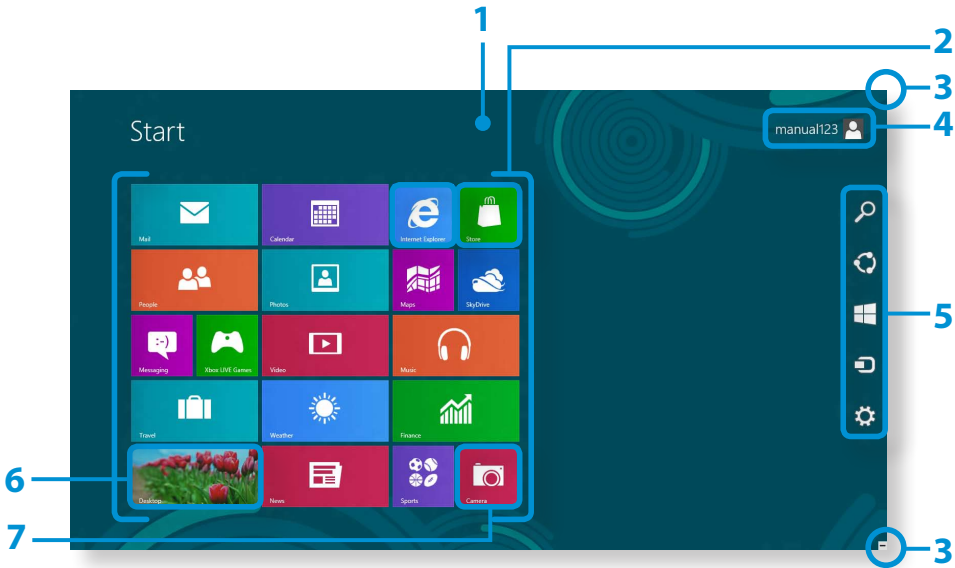 1
2
3
Start
manual123
4
Mail
Calendar
Internet Explorer
Store
People
Photos
Maps
SkyDrive
5
:-)
Messaging
Xbox LIVE Games
Video
Music
Travel
Weather
Finance
6
Desktop
News
Sports
Camera
7
3